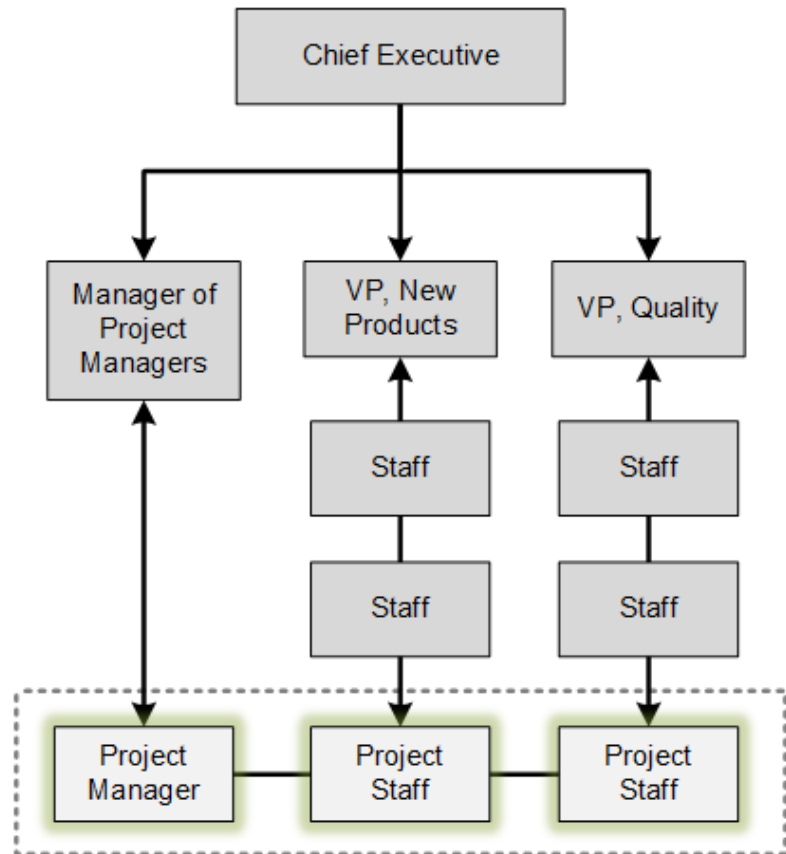 Chief Executive
Manager of
Project
Managers
VP, New
Products
VP, Quality
Staff
Staff
Staff
Staff
Project
Manager
Project
Staff
Project
Staff